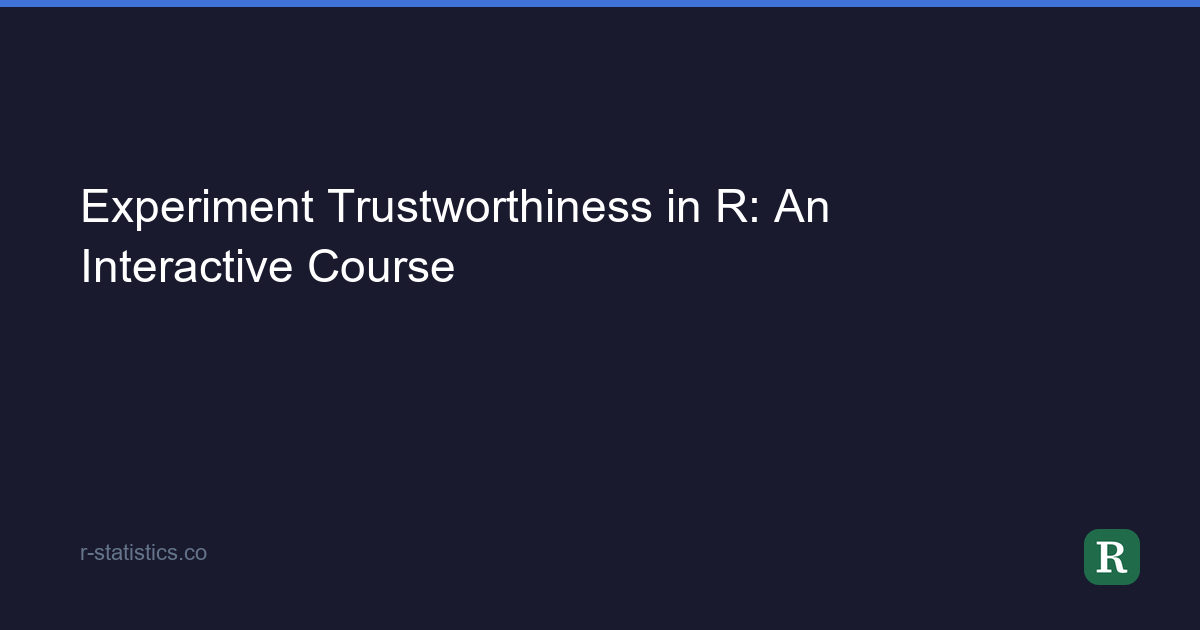 Experiment Trustworthiness in R: An
Interactive Course
r-statistics.co
R